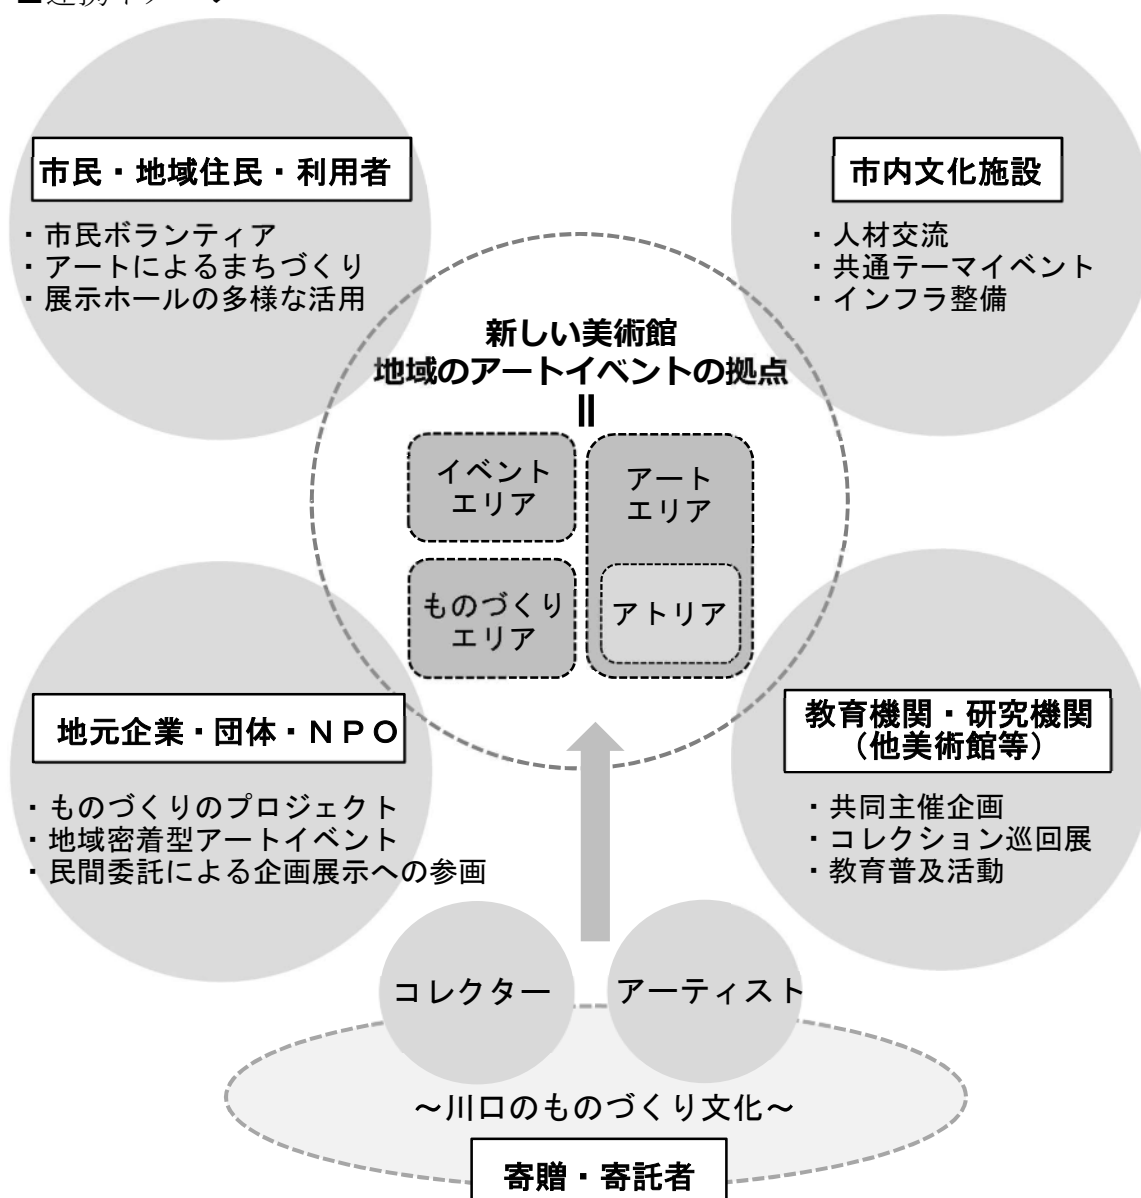 市民・地域住民・利用者
・市民ボランティア
・アートによるまちづくり
・展示ホールの多様な活用
市内文化施設
・人材交流
・共通テーマイベント
・インフラ整備
新しい美術館
地域のアートイベントの拠点
イベント
エリア
アート
エリア
ものづくり
エリア
アトリア
地元企業・団体・ＮＰＯ
・ものづくりのプロジェクト
・地域密着型アートイベント
・民間委託による企画展示への参画
教育機関・研究機関
（他美術館等）
・共同主催企画
・コレクション巡回展
・教育普及活動
コレクター
アーティスト
～川口のものづくり文化～
寄贈・寄託者